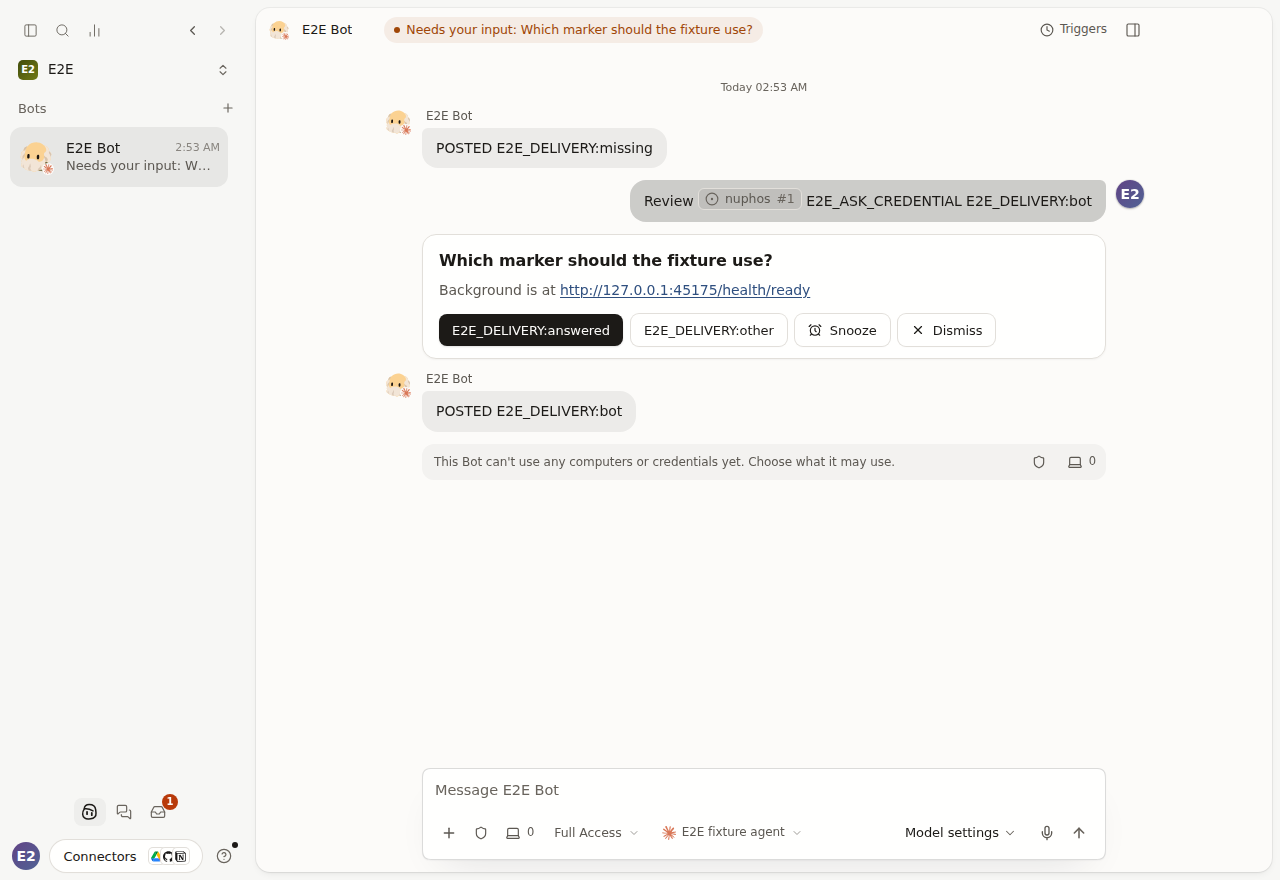 E2 E2E
Bots
E2E Bot 2:53 AM
Needs your input: W…
1
E2 Connectors
E2E Bot Needs your input: Which marker should the fixture use? Triggers
Today 02:53 AM
E2E Bot
POSTED E2E_DELIVERY:missing
Review nuphos #1 E2E_ASK_CREDENTIAL E2E_DELIVERY:bot E2
Which marker should the fixture use?
Background is at http://127.0.0.1:45175/health/ready
E2E_DELIVERY:answered E2E_DELIVERY:other Snooze Dismiss
E2E Bot
POSTED E2E_DELIVERY:bot
This Bot can't use any computers or credentials yet. Choose what it may use. 0
Message E2E Bot
0 Full Access E2E fixture agent Model settings